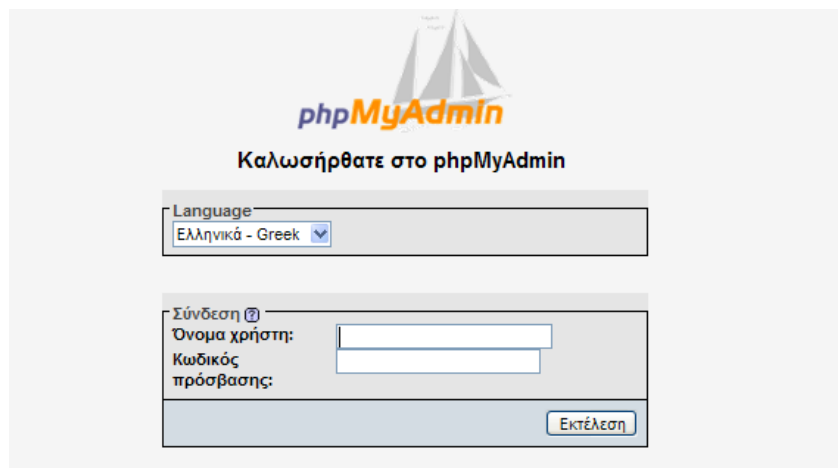 phpMyAdmin
Καλωσήρθατε στο phpMyAdmin
Language
Ελληνικά - Greek
Σύνδεση
Όνομα χρήστη:
Κωδικός
πρόσβασης:
Εκτέλεση